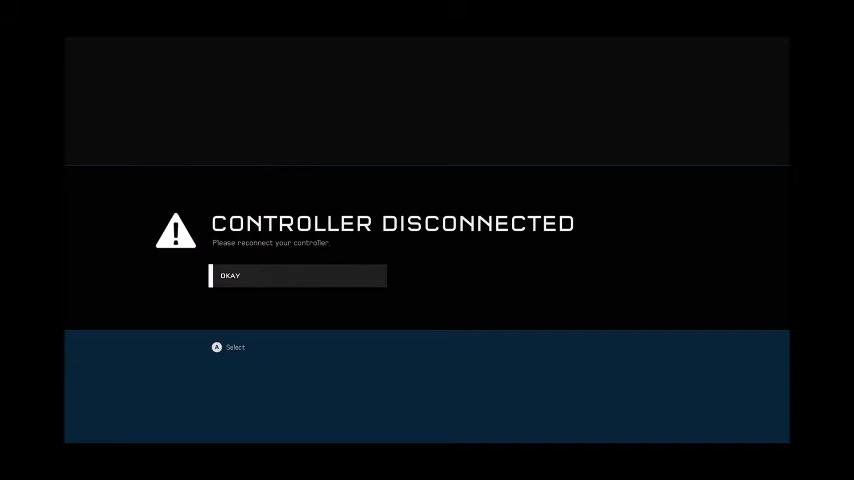 CONTROLLER DISCONNECTED
Please reconnect your controller.
OKAY
A Select